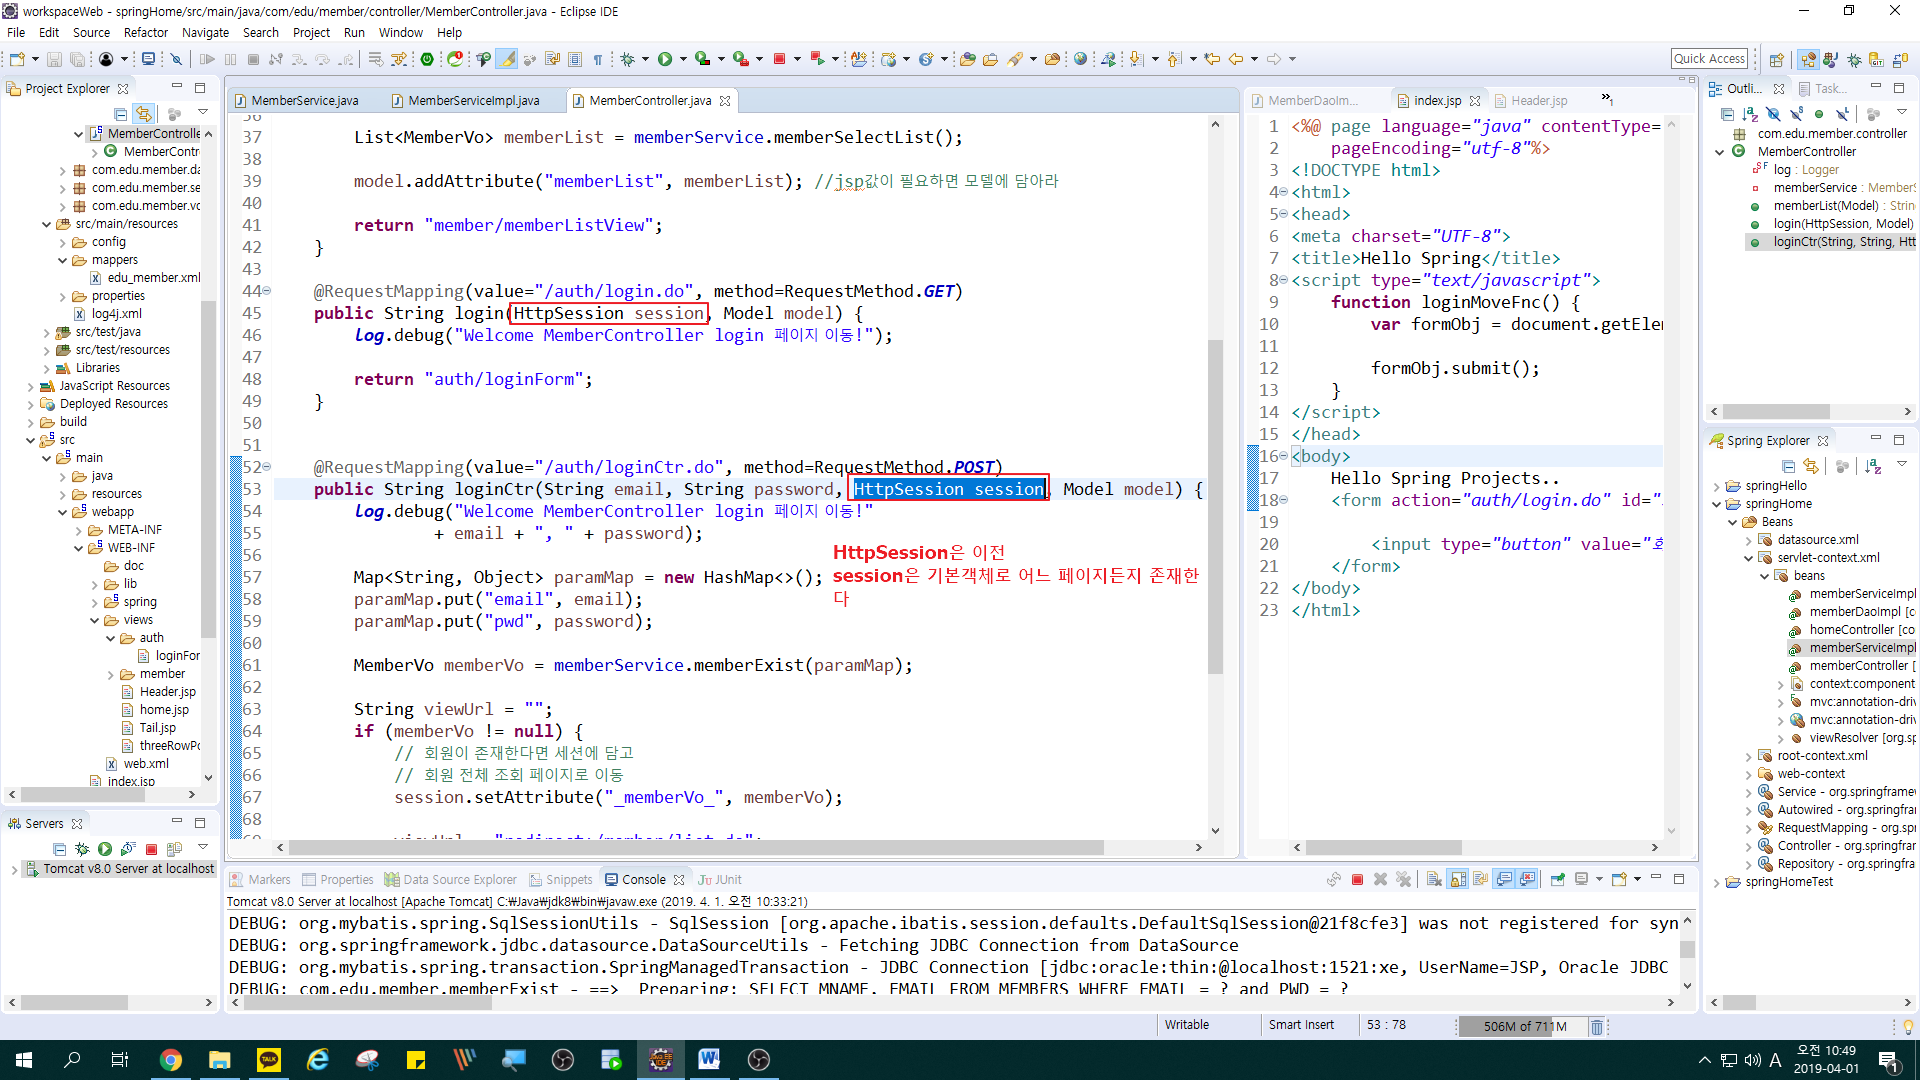 workspaceWeb - springHome/src/main/java/com/edu/member/controller/MemberController.java - Eclipse IDE
File Edit Source Refactor Navigate Search Project Run Window Help
Quick Access
Project Explorer
MemberControlle
MemberContr
com.edu.member.da
com.edu.member.se
com.edu.member.vo
src/main/resources
config
mappers
edu_member.xml
properties
log4j.xml
src/test/java
src/test/resources
Libraries
JavaScript Resources
Deployed Resources
build
src
main
java
resources
webapp
META-INF
WEB-INF
doc
lib
spring
views
auth
loginFor
member
Header.jsp
home.jsp
Tail.jsp
threeRowPo
web.xml
index.jsp
Servers
Tomcat v8.0 Server at localhost
MemberService.java MemberServiceImpl.java MemberController.java
36
37 List<MemberVo> memberList = memberService.memberSelectList();
38
39 model.addAttribute("memberList", memberList); //jsp값이 필요하면 모델에 담아라
40
41 return "member/memberListView";
42 }
43
44 @RequestMapping(value="/auth/login.do", method=RequestMethod.GET)
45 public String login(HttpSession session, Model model) {
46 log.debug("Welcome MemberController login 페이지 이동!");
47
48 return "auth/loginForm";
49 }
50
51
52 @RequestMapping(value="/auth/loginCtr.do", method=RequestMethod.POST)
53 public String loginCtr(String email, String password, HttpSession session, Model model) {
54 log.debug("Welcome MemberController login 페이지 이동!"
55 + email + ", " + password);
56
HttpSession은 이전
session은 기본객체로 어느 페이지든지 존재한
다
57 Map<String, Object> paramMap = new HashMap<>();
58 paramMap.put("email", email);
59 paramMap.put("pwd", password);
60
61 MemberVo memberVo = memberService.memberExist(paramMap);
62
63 String viewUrl = "";
64 if (memberVo != null) {
65 // 회원이 존재한다면 세션에 담고
66 // 회원 전체 조회 페이지로 이동
67 session.setAttribute("_memberVo_", memberVo);
68
69 viewUrl = "redirect:/member/list.do";
MemberDaoIm... index.jsp Header.jsp »1
1 <%@ page language="java" contentType=
2 pageEncoding="utf-8"%>
3 <!DOCTYPE html>
4 <html>
5 <head>
6 <meta charset="UTF-8">
7 <title>Hello Spring</title>
8 <script type="text/javascript">
9 function loginMoveFnc() {
10 var formObj = document.getEle
11
12 formObj.submit();
13 }
14 </script>
15 </head>
16 <body>
17 Hello Spring Projects..
18 <form action="auth/login.do" id="
19
20 <input type="button" value="
21 </form>
22 </body>
23 </html>
Outli... Task...
com.edu.member.controller
MemberController
log : Logger
memberService : MemberS
memberList(Model) : Strin
login(HttpSession, Model)
loginCtr(String, String, Htt
Spring Explorer
springHello
springHome
Beans
datasource.xml
servlet-context.xml
beans
memberServiceImpl
memberDaoImpl [c
homeController [co
memberServiceImpl
memberController [
context:component
mvc:annotation-driv
mvc:annotation-driv
viewResolver [org.sp
root-context.xml
web-context
Service - org.springframew
Autowired - org.springfra
RequestMapping - org.spri
Controller - org.springfra
Repository - org.springfra
springHomeTest
Markers Properties Data Source Explorer Snippets Console JUnit
Tomcat v8.0 Server at localhost [Apache Tomcat] C:₩Java₩jdk8₩bin₩javaw.exe (2019. 4. 1. 오전 10:33:21)
DEBUG: org.mybatis.spring.SqlSessionUtils - SqlSession [org.apache.ibatis.session.defaults.DefaultSqlSession@21f8cfe3] was not registered for syn
DEBUG: org.springframework.jdbc.datasource.DataSourceUtils - Fetching JDBC Connection from DataSource
DEBUG: org.mybatis.spring.transaction.SpringManagedTransaction - JDBC Connection [jdbc:oracle:thin:@localhost:1521:xe, UserName=JSP, Oracle JDBC
DEBUG: com.edu.member.memberExist - ==> Preparing: SELECT MNAME, EMAIL FROM MEMBERS WHERE EMAIL = ? and PWD = ?
Writable Smart Insert 53 : 78 506M of 711M
TALK
A
오전 10:49
2019-04-01
1